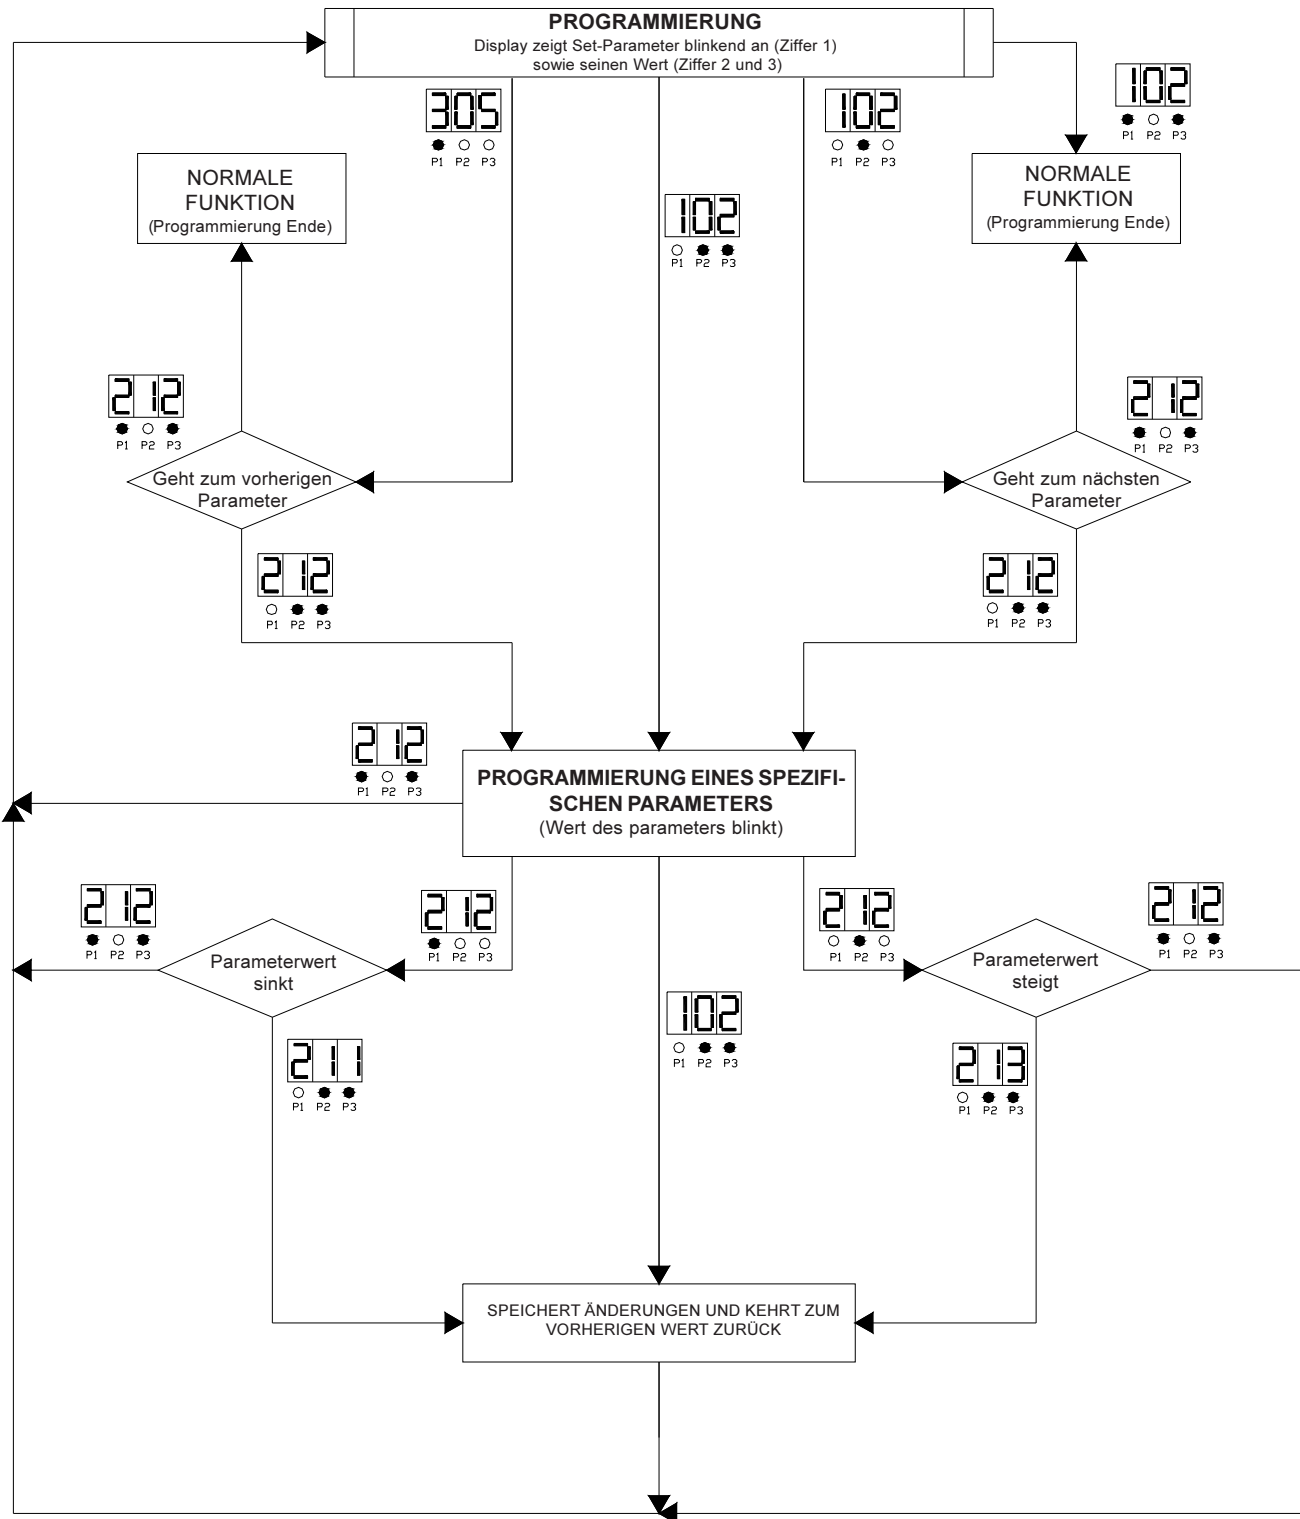 PROGRAMMIERUNG
Display zeigt Set-Parameter blinkend an (Ziffer 1)
sowie seinen Wert (Ziffer 2 und 3)
305
P1 P2 P3
102
P1 P2 P3
102
P1 P2 P3
NORMALE
FUNKTION
(Programmierung Ende)
102
P1 P2 P3
NORMALE
FUNKTION
(Programmierung Ende)
212
P1 P2 P3
212
P1 P2 P3
Geht zum vorherigen
Parameter
Geht zum nächsten
Parameter
212
P1 P2 P3
212
P1 P2 P3
212
P1 P2 P3
PROGRAMMIERUNG EINES SPEZIFI-
SCHEN PARAMETERS
(Wert des parameters blinkt)
212
P1 P2 P3
212
P1 P2 P3
212
P1 P2 P3
212
P1 P2 P3
Parameterwert
sinkt
Parameterwert
steigt
102
P1 P2 P3
211
P1 P2 P3
213
P1 P2 P3
SPEICHERT ÄNDERUNGEN UND KEHRT ZUM
VORHERIGEN WERT ZURÜCK